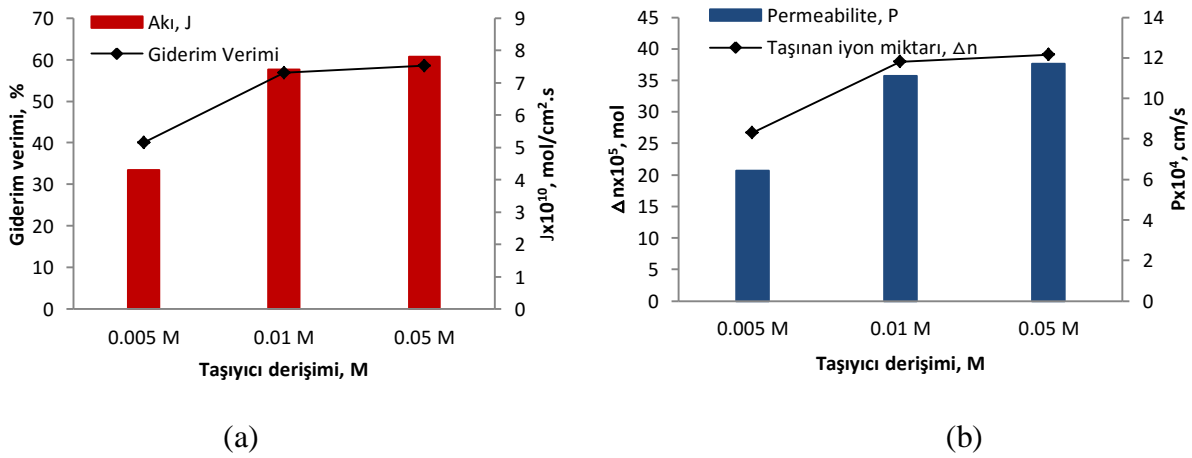 Akı, J
Giderim Verimi
Giderim verimi, %
70
60
50
40
30
20
10
0
9
8
7
6
5
4
3
2
1
0
Jx10¹⁰, mol/cm².s
0.005 M
0.01 M
0.05 M
Taşıyıcı derişimi, M
(a)
Permeabilite, P
Taşınan iyon miktarı, Δn
Δnx10⁵, mol
45
40
35
30
25
20
15
10
5
0
14
12
10
8
6
4
2
0
Px10⁴, cm/s
0.005 M
0.01 M
0.05 M
Taşıyıcı derişimi, M
(b)